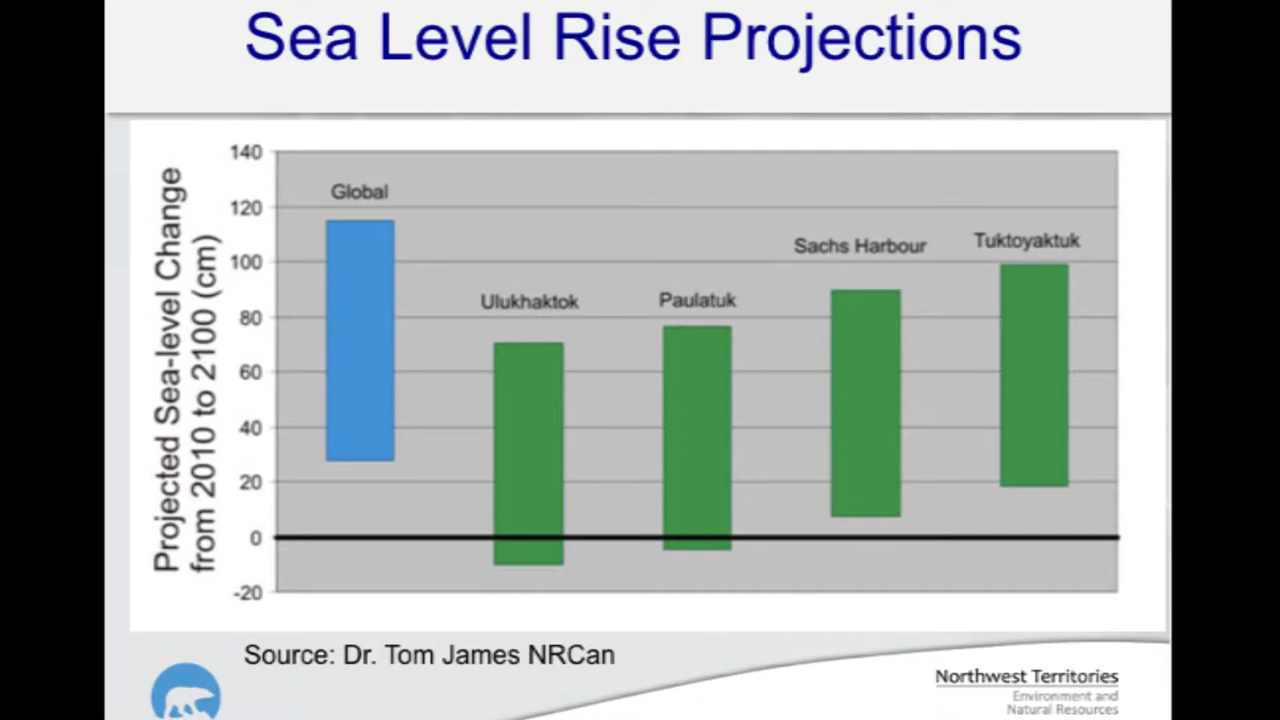 Sea Level Rise Projections
Projected Sea-level Change
from 2010 to 2100 (cm)
140
120
100
80
60
40
20
0
-20
Global
Ulukhaktok
Paulatuk
Sachs Harbour
Tuktoyaktuk
Source: Dr. Tom James NRCan
Northwest Territories
Environment and
Natural Resources